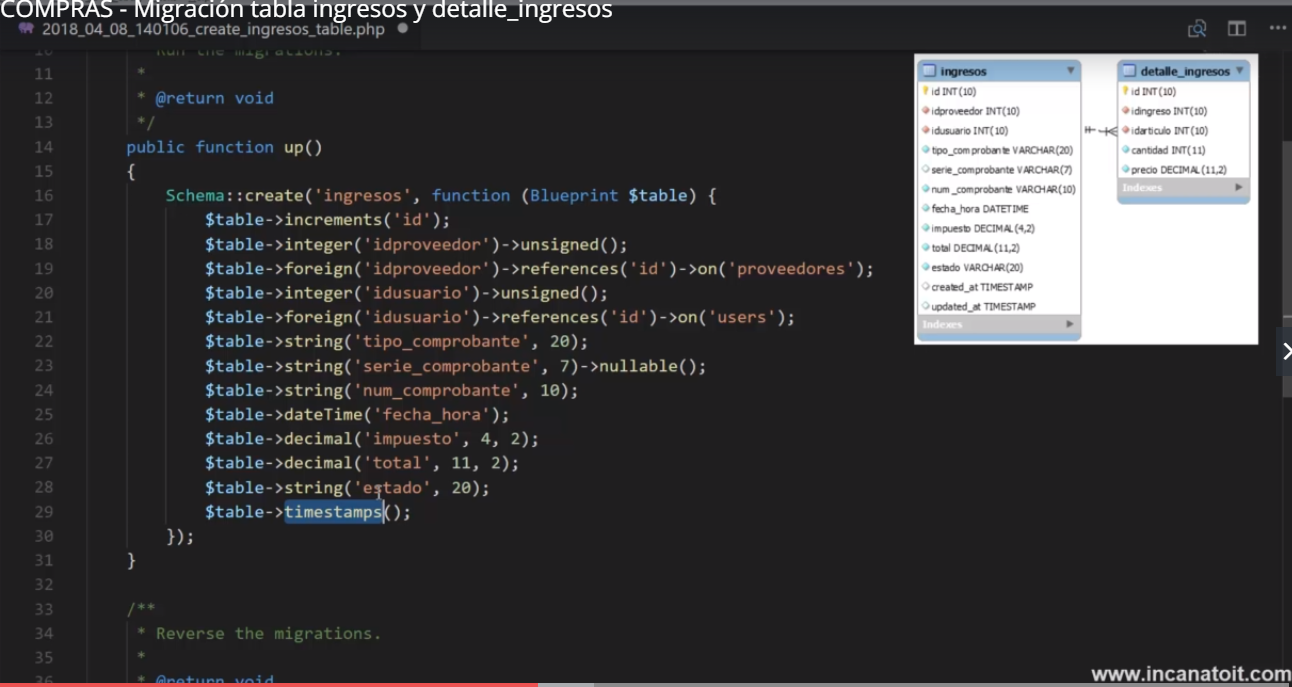 COMPRAS - Migración tabla ingresos y detalle_ingresos
2018_04_08_140106_create_ingresos_table.php
10 * Run the migrations.
11 *
12 * @return void
13 */
14 public function up()
15 {
16 Schema::create('ingresos', function (Blueprint $table) {
17 $table->increments('id');
18 $table->integer('idproveedor')->unsigned();
19 $table->foreign('idproveedor')->references('id')->on('proveedores');
20 $table->integer('idusuario')->unsigned();
21 $table->foreign('idusuario')->references('id')->on('users');
22 $table->string('tipo_comprobante', 20);
23 $table->string('serie_comprobante', 7)->nullable();
24 $table->string('num_comprobante', 10);
25 $table->dateTime('fecha_hora');
26 $table->decimal('impuesto', 4, 2);
27 $table->decimal('total', 11, 2);
28 $table->string('estado', 20);
29 $table->timestamps();
30 });
31 }
32
33 /**
34 * Reverse the migrations.
35 *
36 * @return void
ingresos
id INT(10)
idproveedor INT(10)
idusuario INT(10)
tipo_comprobante VARCHAR(20)
serie_comprobante VARCHAR(7)
num_comprobante VARCHAR(10)
fecha_hora DATETIME
impuesto DECIMAL(4,2)
total DECIMAL(11,2)
estado VARCHAR(20)
created_at TIMESTAMP
updated_at TIMESTAMP
Indexes
detalle_ingresos
id INT(10)
idingreso INT(10)
idarticulo INT(10)
cantidad INT(11)
precio DECIMAL(11,2)
Indexes
www.incanatoit.com